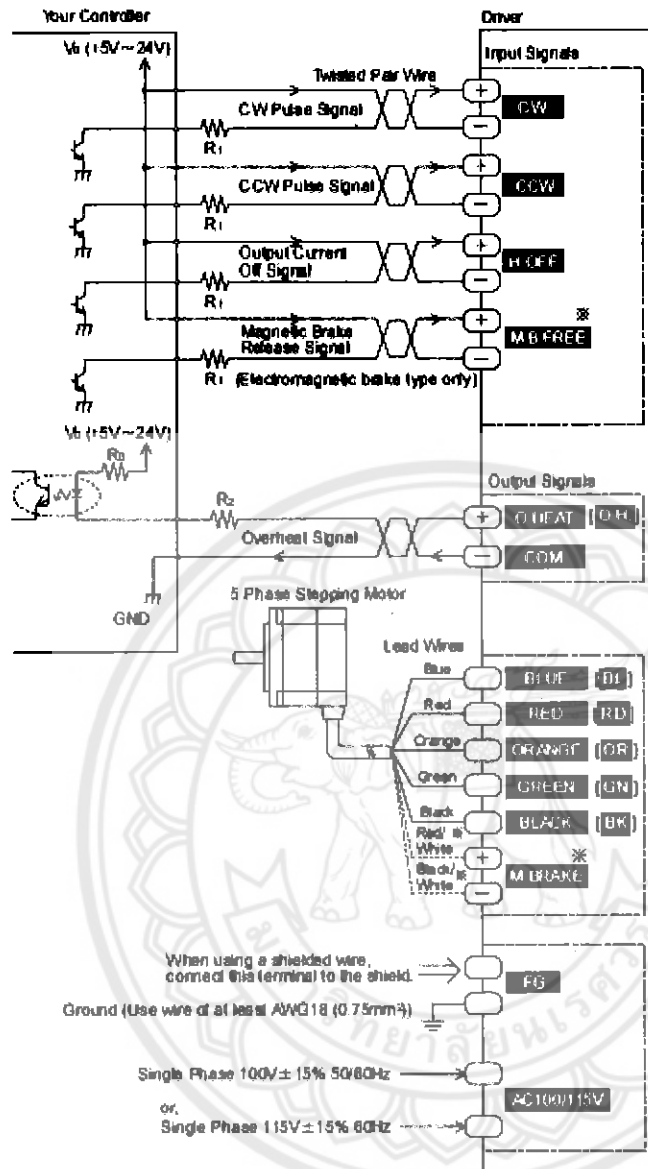 Your Controller
Driver
V₀ (+5V~24V)
Input Signals
Twisted Pair Wire
CW Pulse Signal
R₁
+
−
CW
CCW Pulse Signal
R₁
+
−
CCW
Output Current
Off Signal
R₁
+
−
H.OFF
Magnetic Brake
Release Signal
R₁ (Electromagnetic brake type only)
+
−
※
M.B.FREE
V₀ (+5V~24V)
R₀
R₂
Output Signals
Overheat Signal
+
−
O.HEAT [O.H]
COM
GND
5 Phase Stepping Motor
Lead Wires
Blue
BLUE [BL]
Red
RED [RD]
Orange
ORANGE [OR]
Green
GREEN [GN]
Black
BLACK [BK]
Red/ ※
White
+
※
M.BRAKE
Black/ ※
White
−
When using a shielded wire,
connect this terminal to the shield.
FG
Ground (Use wire of at least AWG18 (0.75mm²))
Single Phase 100V±15% 50/60Hz
AC100/115V
or,
Single Phase 115V±15% 60Hz